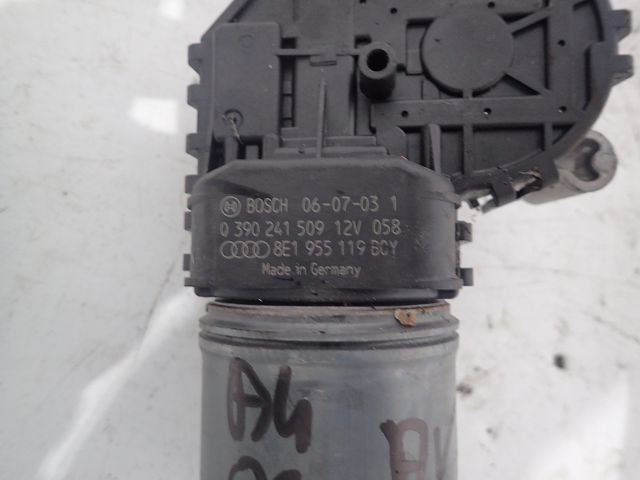 BOSCH 06-07-03 1
0 390 241 509 12V 058
8E1 955 119 BCY
Made in Germany
A4